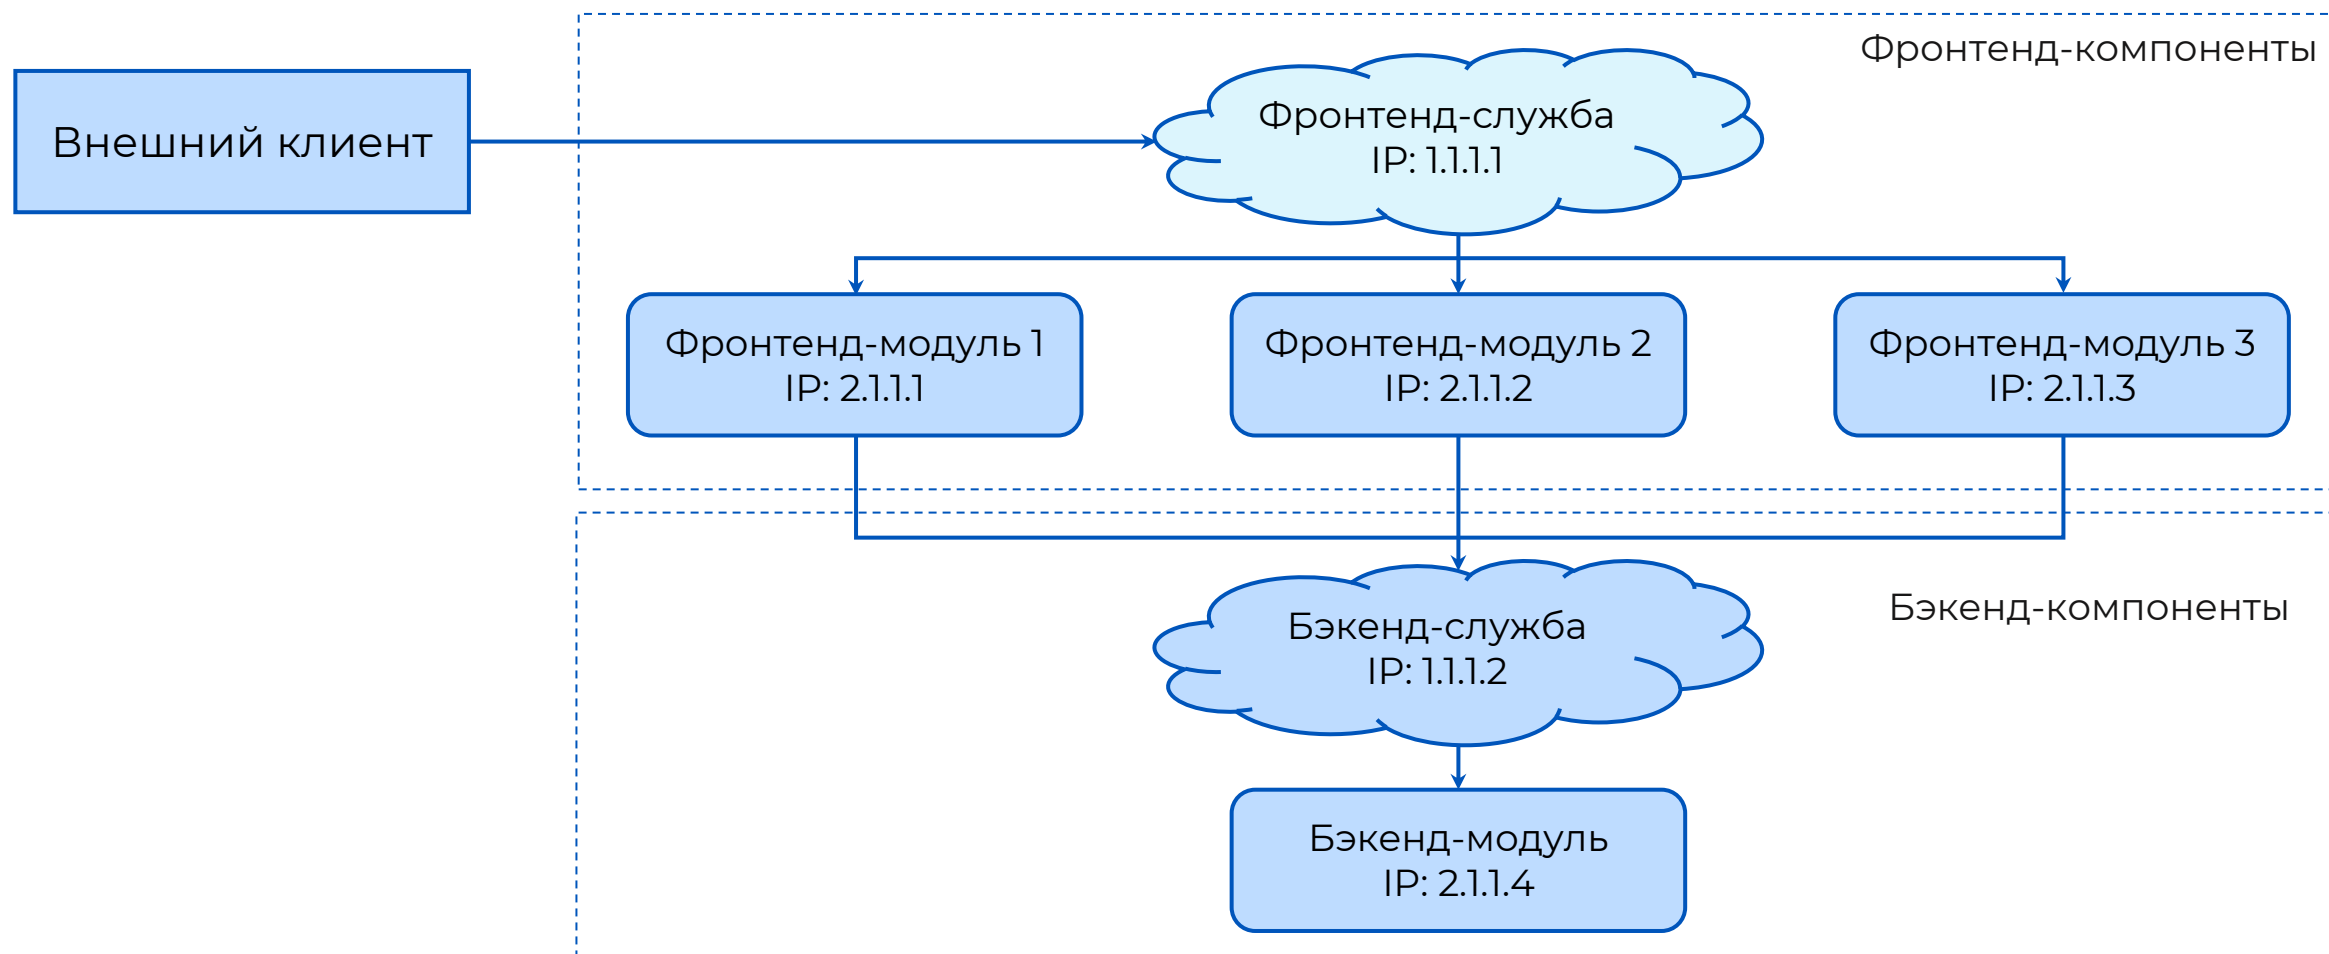 Фронтенд-компоненты
Внешний клиент
Фронтенд-служба
IP: 1.1.1.1
Фронтенд-модуль 1
IP: 2.1.1.1
Фронтенд-модуль 2
IP: 2.1.1.2
Фронтенд-модуль 3
IP: 2.1.1.3
Бэкенд-компоненты
Бэкенд-служба
IP: 1.1.1.2
Бэкенд-модуль
IP: 2.1.1.4